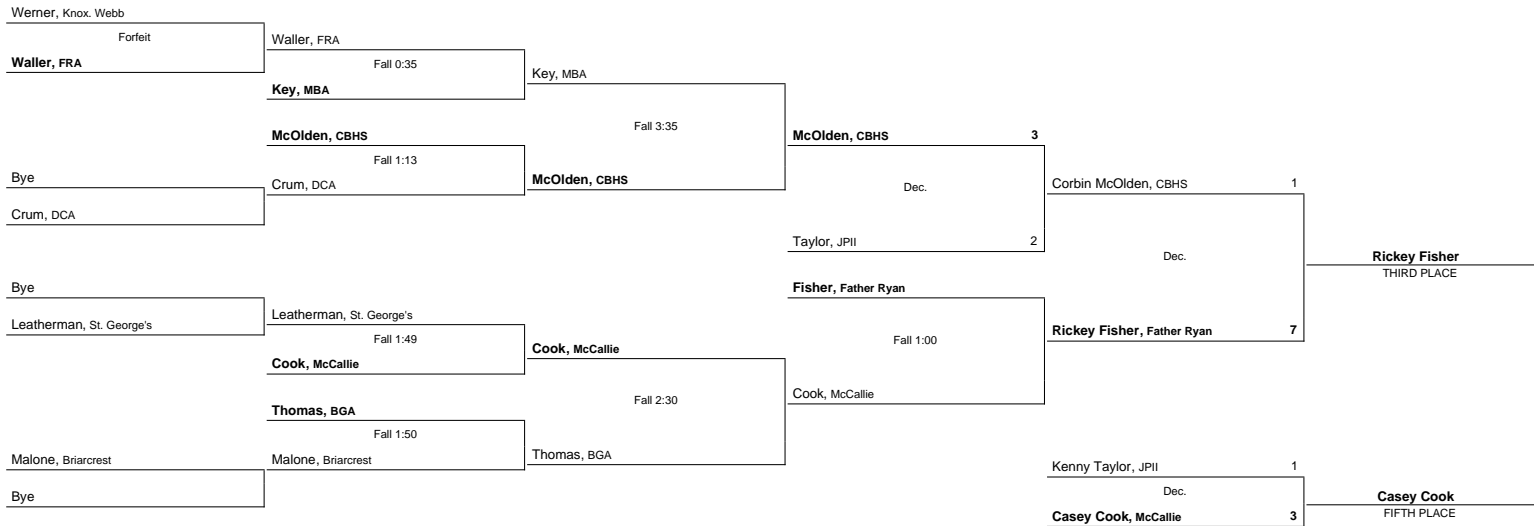 Werner, Knox. Webb
Forfeit
Waller, FRA
Waller, FRA
Fall 0:35
Key, MBA
Key, MBA
Fall 3:35
McOlden, CBHS
Fall 1:13
Crum, DCA
McOlden, CBHS
Bye
Crum, DCA
McOlden, CBHS 3
Dec.
Taylor, JPII 2
Corbin McOlden, CBHS 1
Dec.
Rickey Fisher, Father Ryan 7
Rickey Fisher
THIRD PLACE
Bye
Leatherman, St. George's
Leatherman, St. George's
Fall 1:49
Cook, McCallie
Cook, McCallie
Fall 2:30
Thomas, BGA
Fall 1:50
Malone, Briarcrest
Thomas, BGA
Malone, Briarcrest
Bye
Fisher, Father Ryan
Fall 1:00
Cook, McCallie
Kenny Taylor, JPII 1
Dec.
Casey Cook, McCallie 3
Casey Cook
FIFTH PLACE